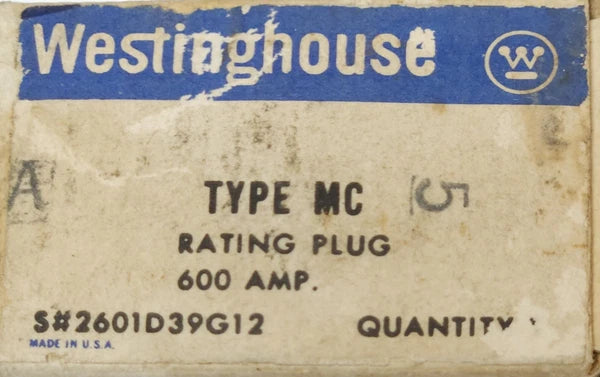 Westinghouse
W
A
TYPE MC 5
RATING PLUG
600 AMP.
S#2601D39G12 QUANTITY
MADE IN U.S.A.